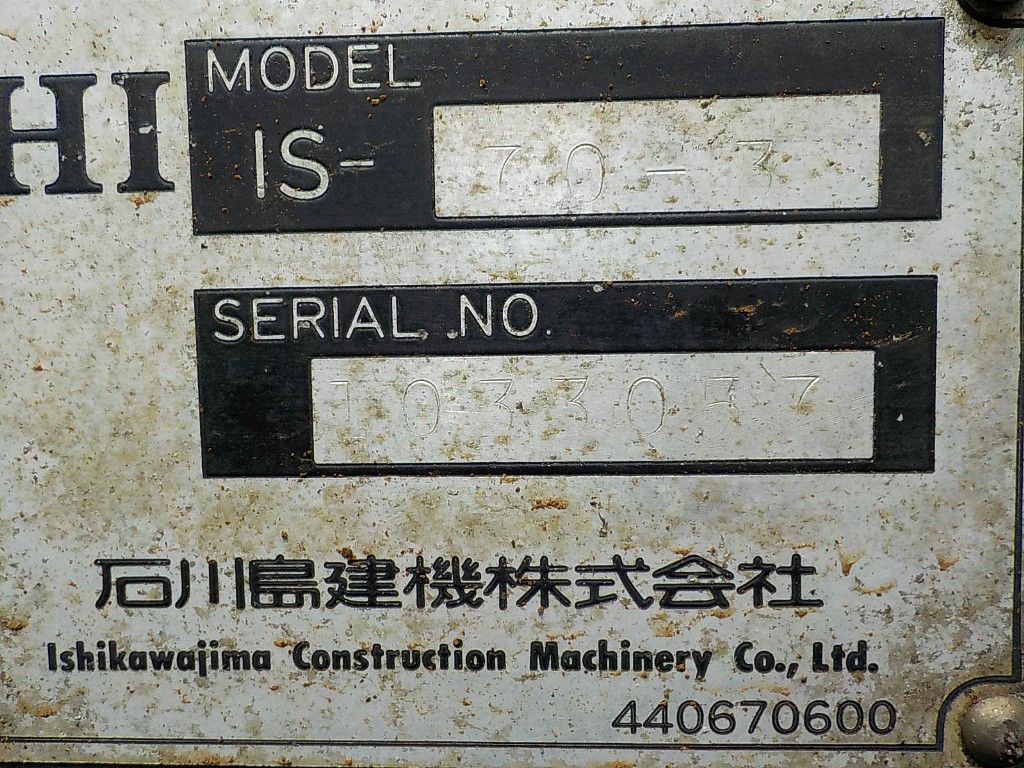 HI
MODEL
IS-70-3
SERIAL NO.
石川島建機株式会社
Ishikawajima Construction Machinery Co., Ltd.
440670600